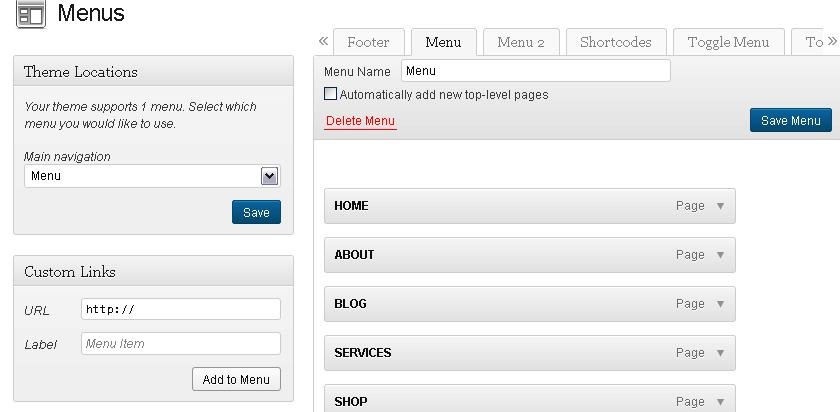 Menus
Theme Locations
Your theme supports 1 menu. Select which
menu you would like to use.
Main navigation
Menu
Save
Custom Links
URL http://
Label Menu Item
Add to Menu
« Footer Menu Menu 2 Shortcodes Toggle Menu To »
Menu Name Menu
Automatically add new top-level pages
Delete Menu Save Menu
HOME Page ▼
ABOUT Page ▼
BLOG Page ▼
SERVICES Page ▼
SHOP Page ▼